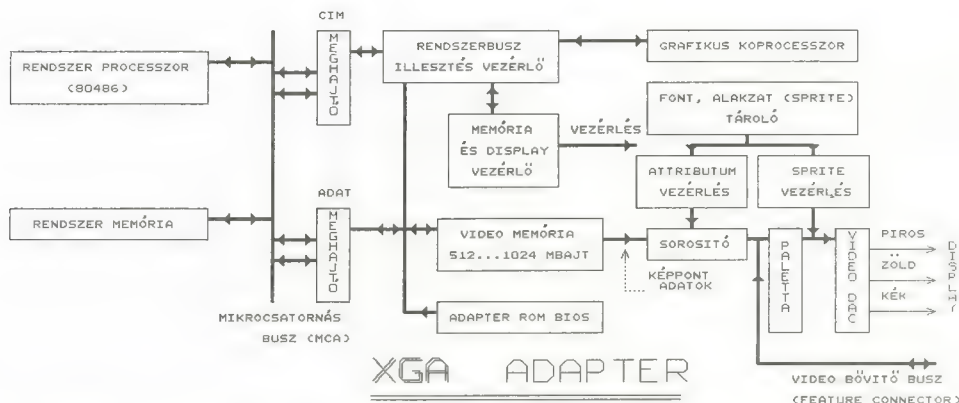 CIM
MEGHAJTÓ
RENDSZER PROCESSZOR
(80486)
RENDSZERBUSZ
ILLESZTÉS VEZÉRLŐ
GRAFIKUS KOPROCESSZOR
FONT, ALAKZAT (SPRITE)
TÁROLÓ
MEMÓRIA
ÉS DISPLAY
VEZÉRLŐ
VEZÉRLÉS
ATTRIBUTUM
VEZÉRLÉS
SPRITE
VEZÉRLÉS
ADAT
MEGHAJTÓ
RENDSZER MEMÓRIA
VIDEO MEMÓRIA
512...1024 MBAJT
SOROSITÓ
KÉPPONT
ADATOK
PALETTA
VIDEO DAC
PIROS
ZÖLD
KÉK
DISPLAY
ADAPTER ROM BIOS
MIKROCSATORNÁS
BUSZ (MCA)
XGA ADAPTER
VIDEO BŐVITŐ BUSZ
(FEATURE CONNECTOR)